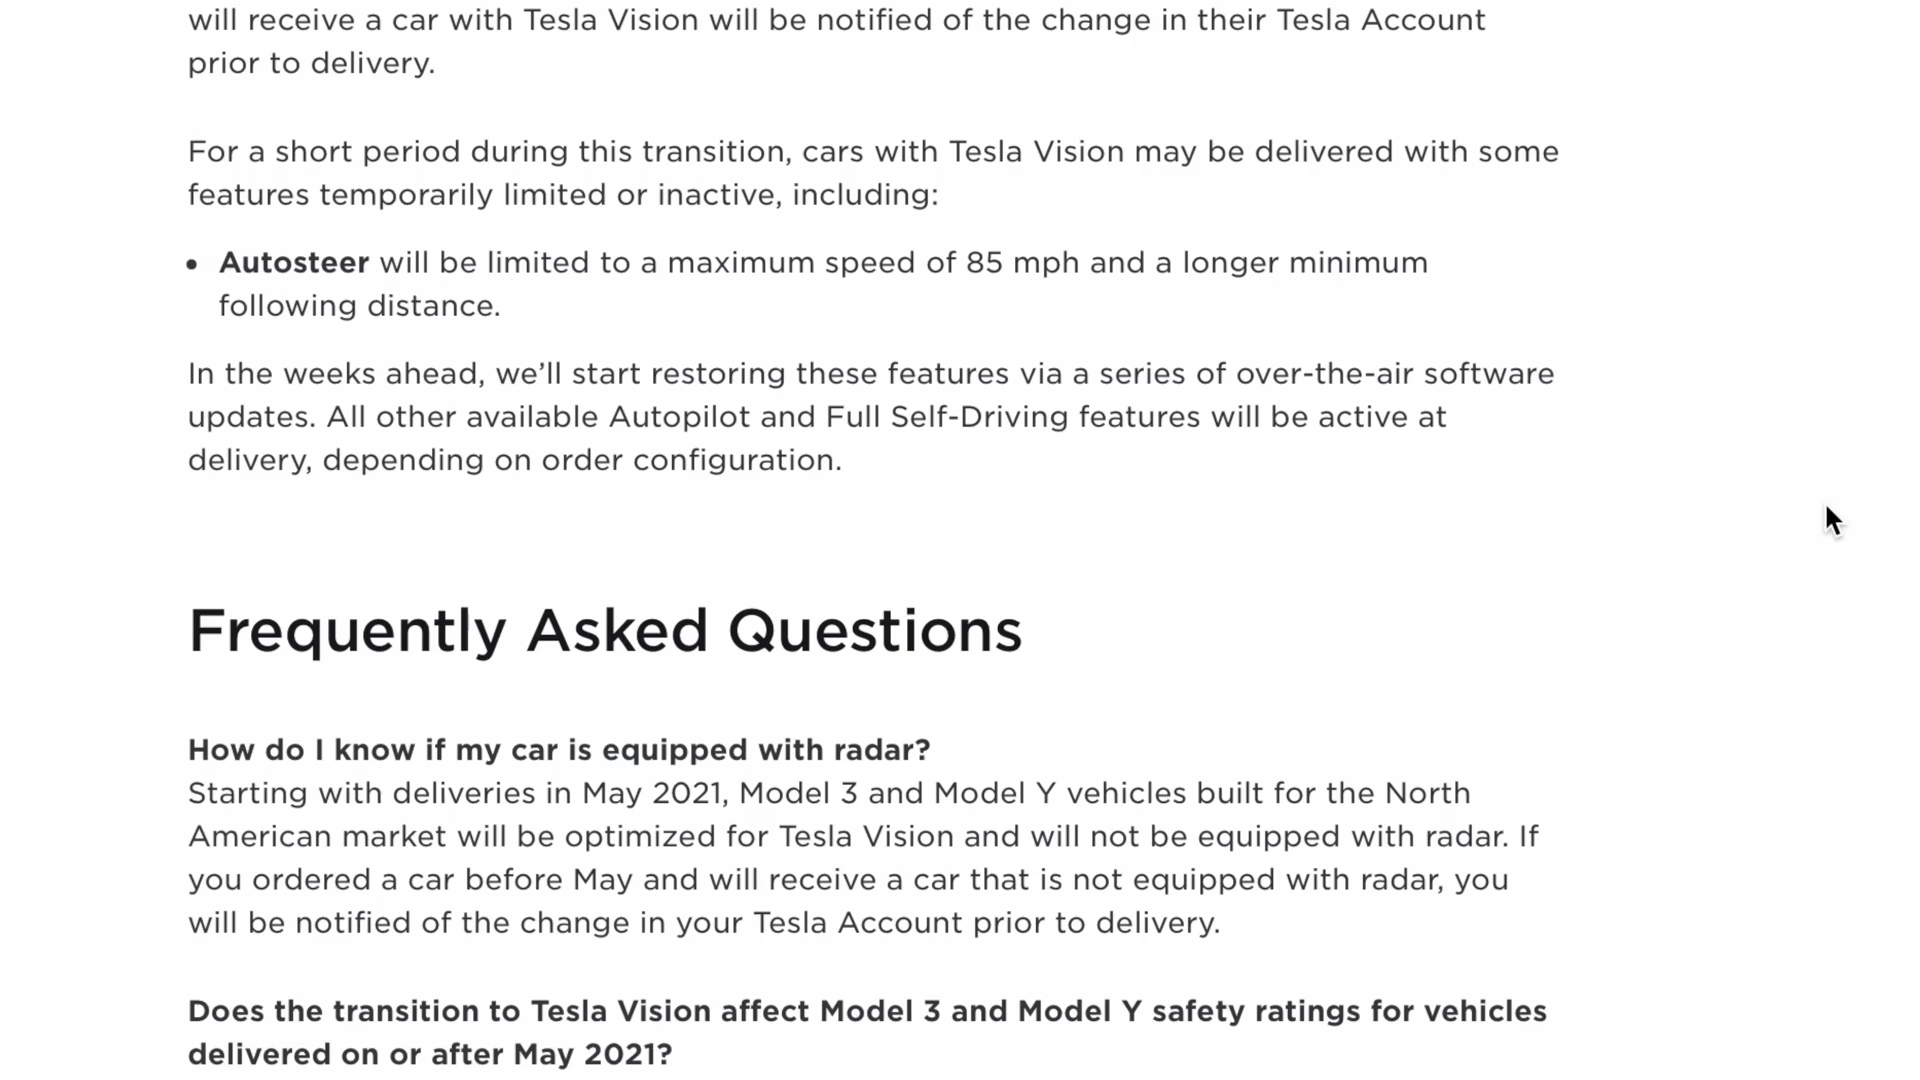 will receive a car with Tesla Vision will be notified of the change in their Tesla Account
prior to delivery.
For a short period during this transition, cars with Tesla Vision may be delivered with some
features temporarily limited or inactive, including:
• Autosteer will be limited to a maximum speed of 85 mph and a longer minimum
following distance.
In the weeks ahead, we’ll start restoring these features via a series of over-the-air software
updates. All other available Autopilot and Full Self-Driving features will be active at
delivery, depending on order configuration.
Frequently Asked Questions
How do I know if my car is equipped with radar?
Starting with deliveries in May 2021, Model 3 and Model Y vehicles built for the North
American market will be optimized for Tesla Vision and will not be equipped with radar. If
you ordered a car before May and will receive a car that is not equipped with radar, you
will be notified of the change in your Tesla Account prior to delivery.
Does the transition to Tesla Vision affect Model 3 and Model Y safety ratings for vehicles
delivered on or after May 2021?